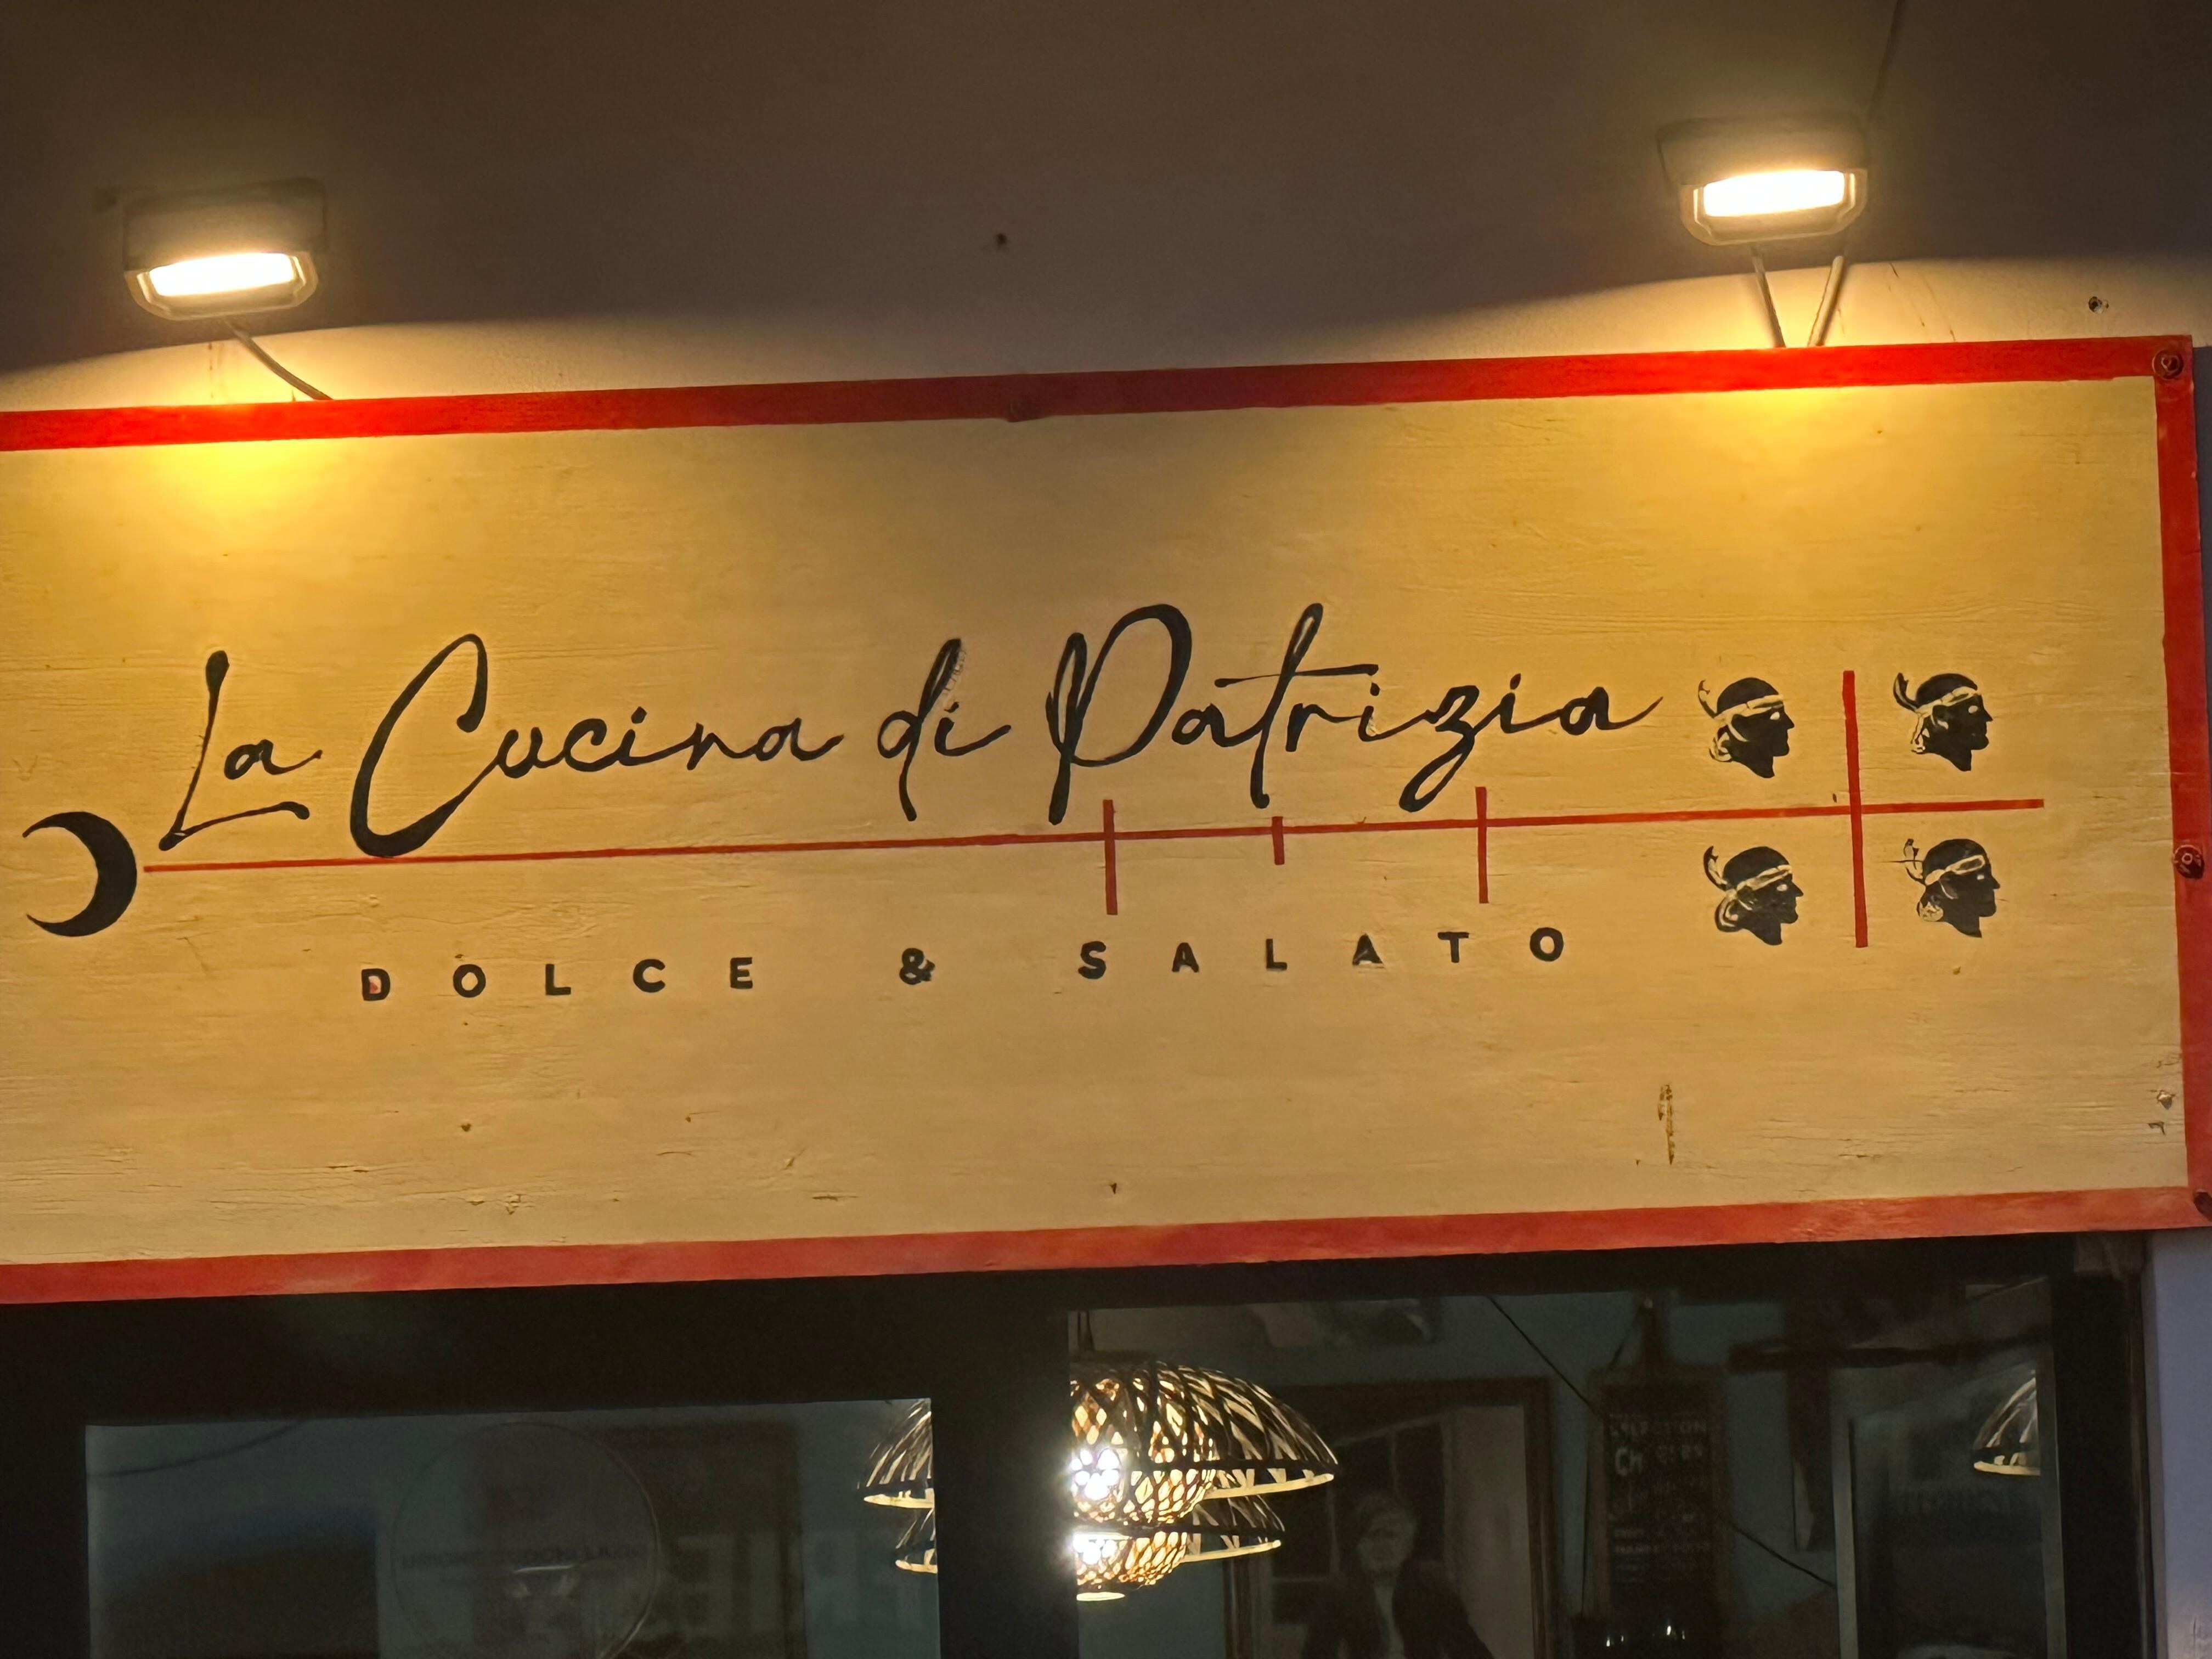 La Cucina di Patrizia
DOLCE & SALATO